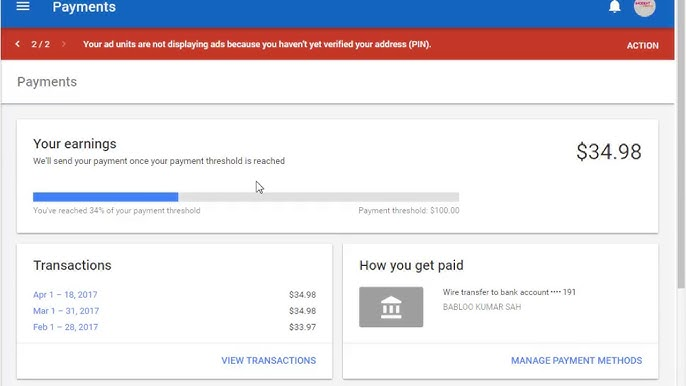 Payments
2 / 2
Your ad units are not displaying ads because you haven't yet verified your address (PIN).
ACTION
Payments
Your earnings
$34.98
We'll send your payment once your payment threshold is reached
You've reached 34% of your payment threshold
Payment threshold: $100.00
Transactions
Apr 1 – 18, 2017 $34.98
Mar 1 – 31, 2017 $34.98
Feb 1 – 28, 2017 $33.97
VIEW TRANSACTIONS
How you get paid
Wire transfer to bank account •••• 191
BABLOO KUMAR SAH
MANAGE PAYMENT METHODS